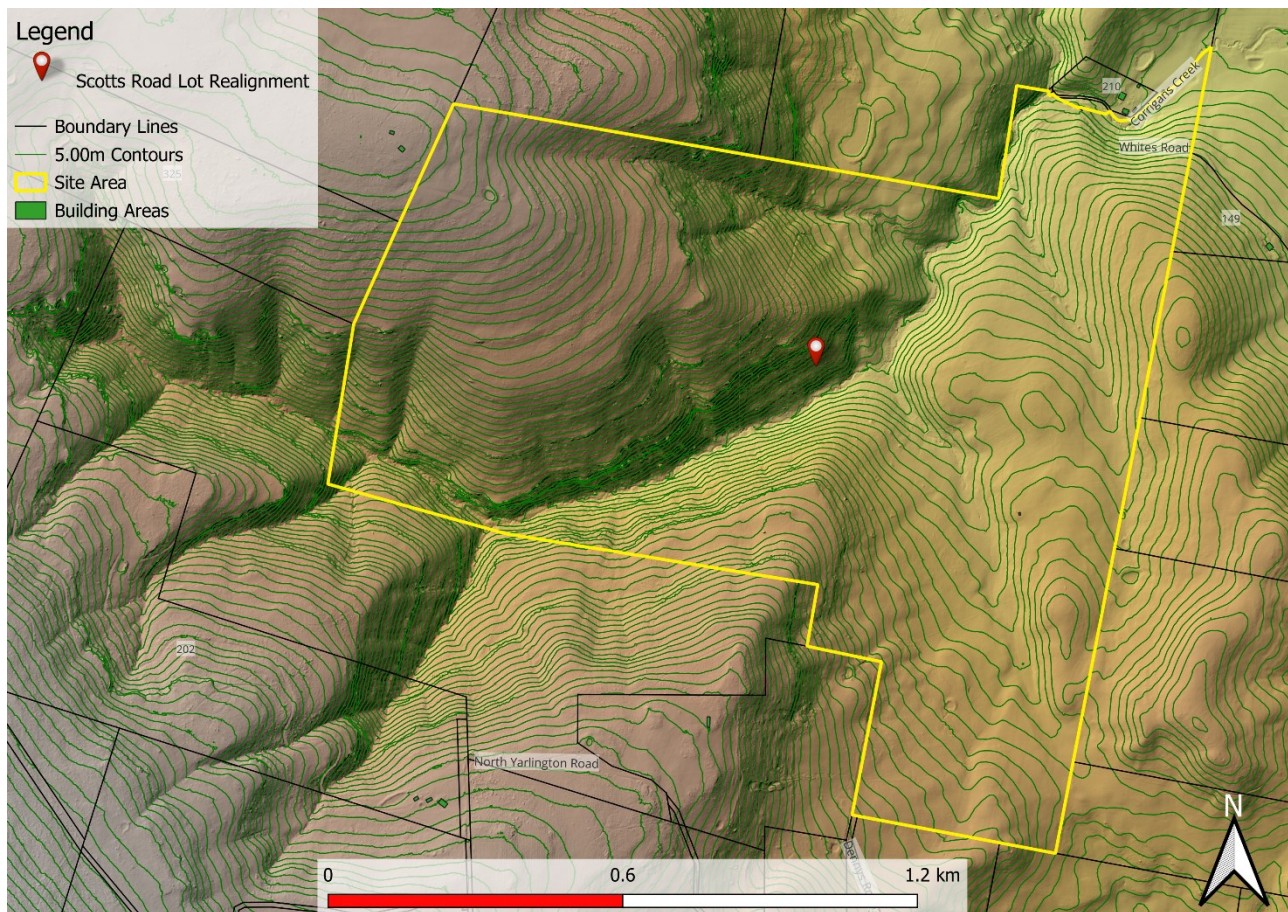 Legend
Scotts Road Lot Realignment
Boundary Lines
5.00m Contours
325
Site Area
Building Areas
210
Corrigans Creek
Whites Road
149
202
North Yarlington Road
N
0
0.6
1.2 km